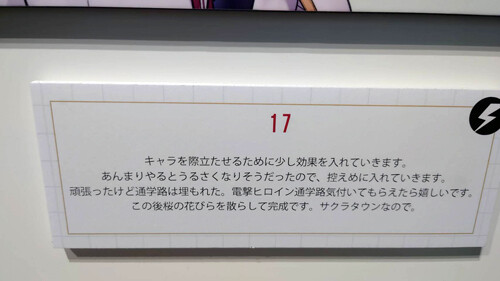 17
キャラを際立たせるために少し効果を入れていきます。
あんまりやるとうるさくなりそうだったので、控えめに入れていきます。
頑張ったけど通学路は埋もれた。電撃ヒロイン通学路気付いてもらえたら嬉しいです。
この後桜の花びらを散らして完成です。サクラタウンなので。